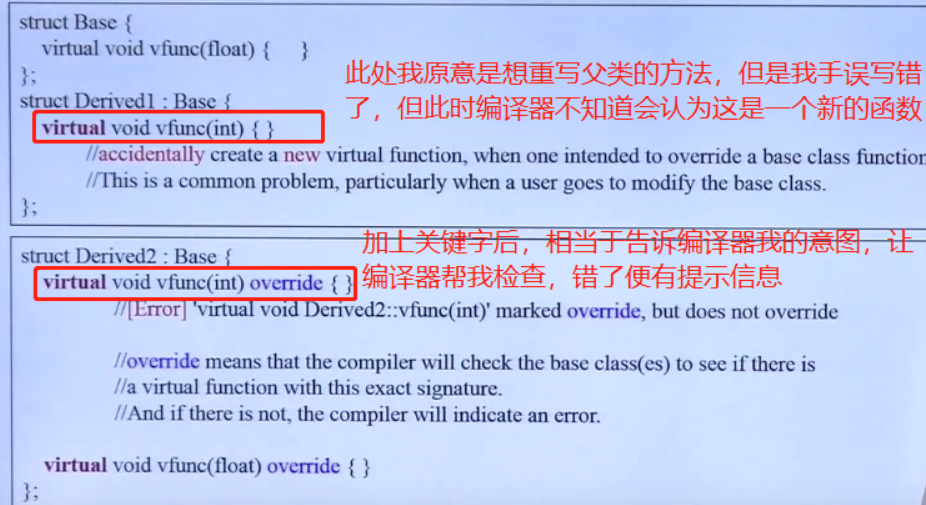 struct Base {
virtual void vfunc(float) { }
};
struct Derived1 : Base {
virtual void vfunc(int) { }
//accidentally create a new virtual function, when one intended to override a base class function
//This is a common problem, particularly when a user goes to modify the base class.
};
此处我原意是想重写父类的方法，但是我手误写错
了，但此时编译器不知道会认为这是一个新的函数
struct Derived2 : Base {
virtual void vfunc(int) override { }
//[Error] 'virtual void Derived2::vfunc(int)' marked override, but does not override
加上关键字后，相当于告诉编译器我的意图，让
编译器帮我检查，错了便有提示信息
//override means that the compiler will check the base class(es) to see if there is
//a virtual function with this exact signature.
//And if there is not, the compiler will indicate an error.
virtual void vfunc(float) override { }
};